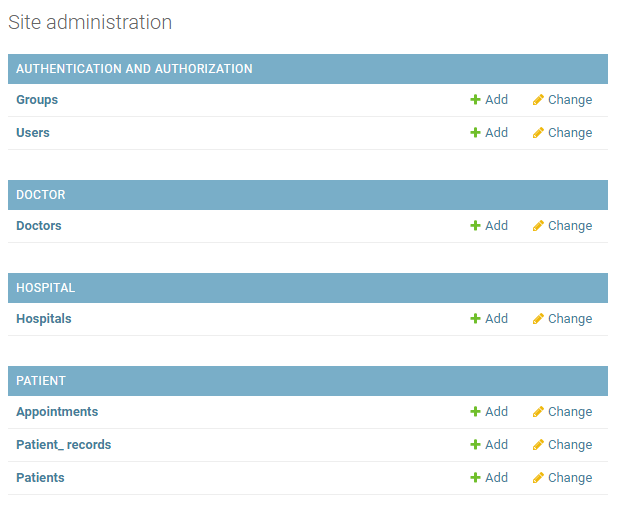 Site administration
AUTHENTICATION AND AUTHORIZATION
Groups Add Change
Users Add Change
DOCTOR
Doctors Add Change
HOSPITAL
Hospitals Add Change
PATIENT
Appointments Add Change
Patient_ records Add Change
Patients Add Change